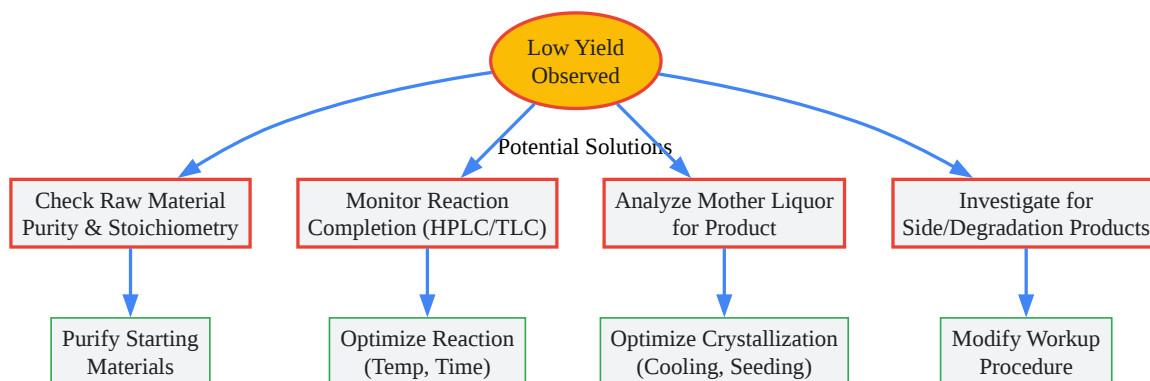 Low Yield
Observed
Potential Solutions
Check Raw Material
Purity & Stoichiometry
Monitor Reaction
Completion (HPLC/TLC)
Analyze Mother Liquor
for Product
Investigate for
Side/Degradation Products
Purify Starting
Materials
Optimize Reaction
(Temp, Time)
Optimize Crystallization
(Cooling, Seeding)
Modify Workup
Procedure